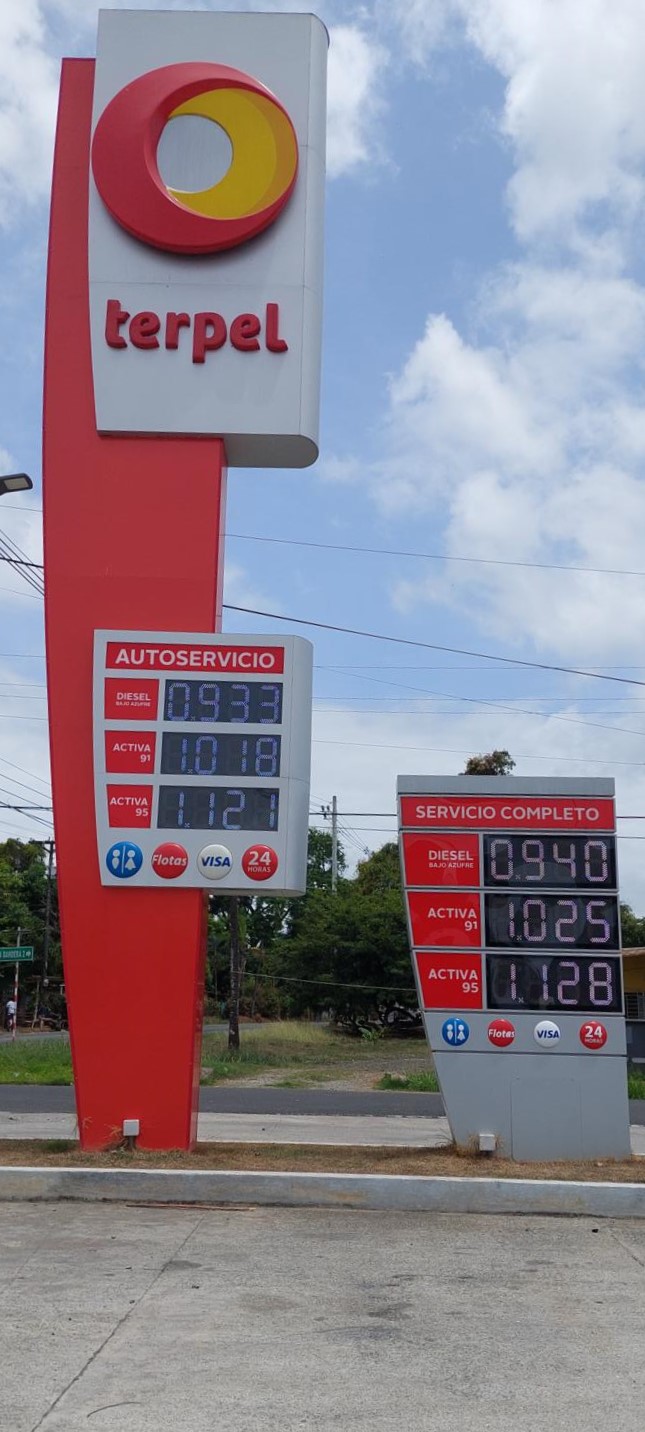 terpel
AUTOSERVICIO
DIESEL 0.933
BAJO AZUFRE
ACTIVA 1.018
91
ACTIVA 1.121
95
Flotas VISA 24
HORAS
SERVICIO COMPLETO
DIESEL 0.940
BAJO AZUFRE
ACTIVA 1.025
91
ACTIVA 1.128
95
Flotas VISA 24
HORAS